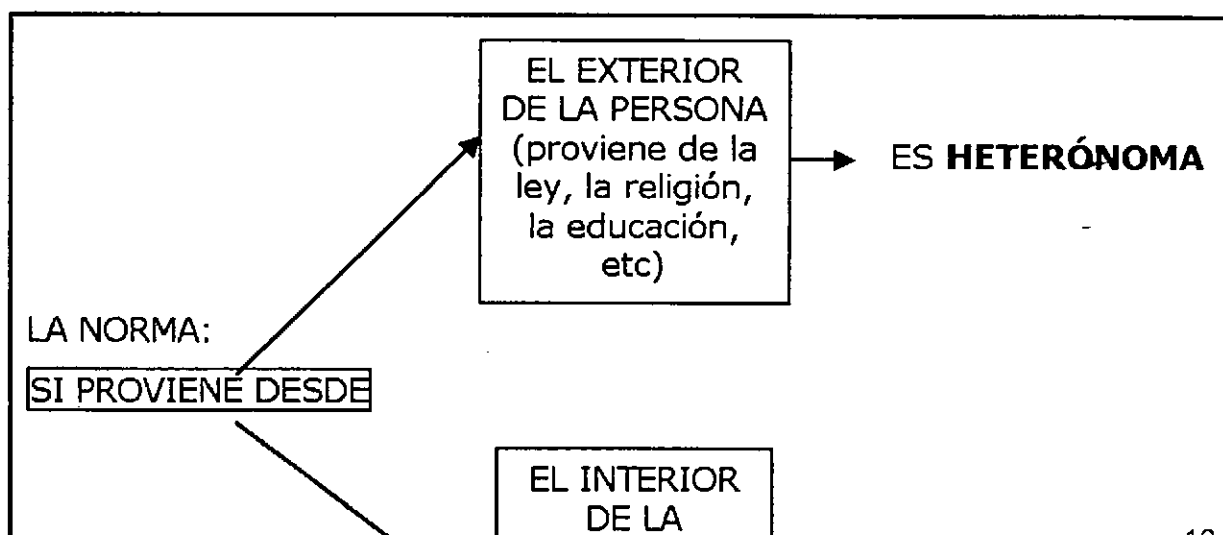 EL EXTERIOR
DE LA PERSONA
(proviene de la
ley, la religión,
la educación,
etc)
ES HETERÓNOMA
LA NORMA:
SI PROVIENE DESDE
EL INTERIOR
DE LA